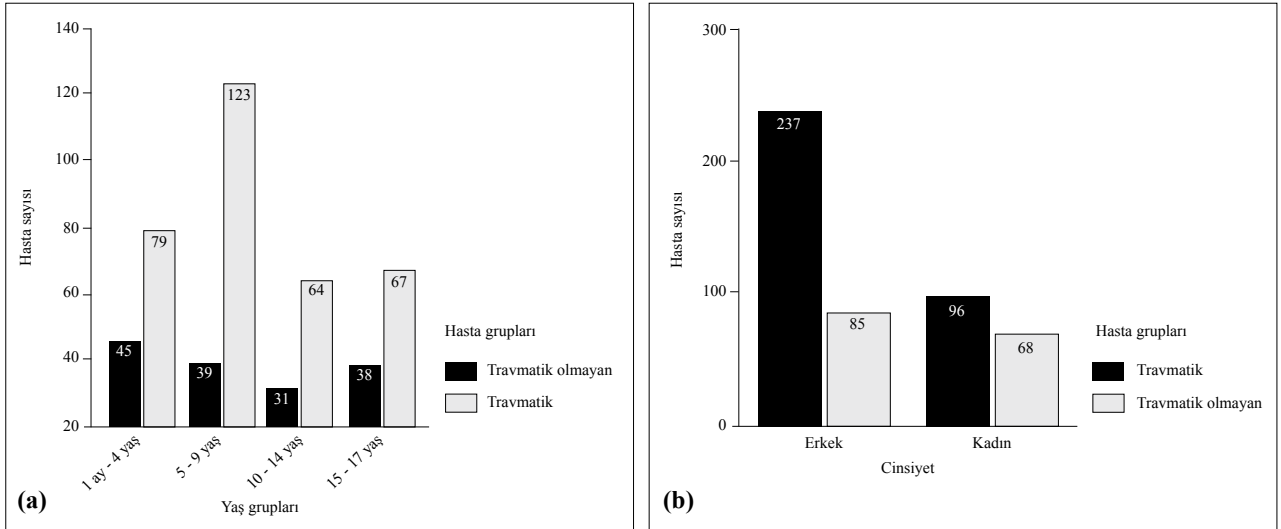 140
120
100
80
60
40
20
Hasta sayısı
45
79
39
123
31
64
38
67
1 ay - 4 yaş
5 - 9 yaş
10 - 14 yaş
15 - 17 yaş
Yaş grupları
Hasta grupları
Travmatik olmayan
Travmatik
(a)
300
200
100
0
Hasta sayısı
237
85
96
68
Erkek
Kadın
Cinsiyet
Hasta grupları
Travmatik
Travmatik olmayan
(b)